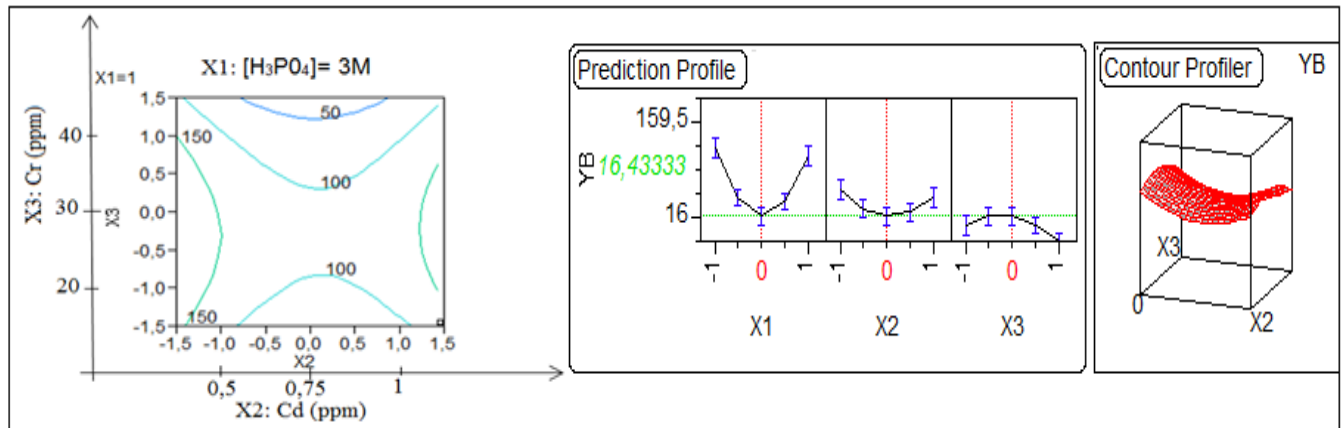 X1: [H₃P0₄]= 3M
X1=1
X3: Cr (ppm)
40
30
20
X3
1,5
1,0
0,5
0,0
-0,5
-1,0
-1,5
150
50
100
100
150
-1,5 -1,0 -0,5 0,0 0,5 1,0 1,5
X2
0,5 0,75 1
X2: Cd (ppm)
Prediction Profile
YB
159,5
16,43333
16
-1 0 1 -1 0 1 -1 0 1
X1 X2 X3
Contour Profiler YB
X3
0
X2